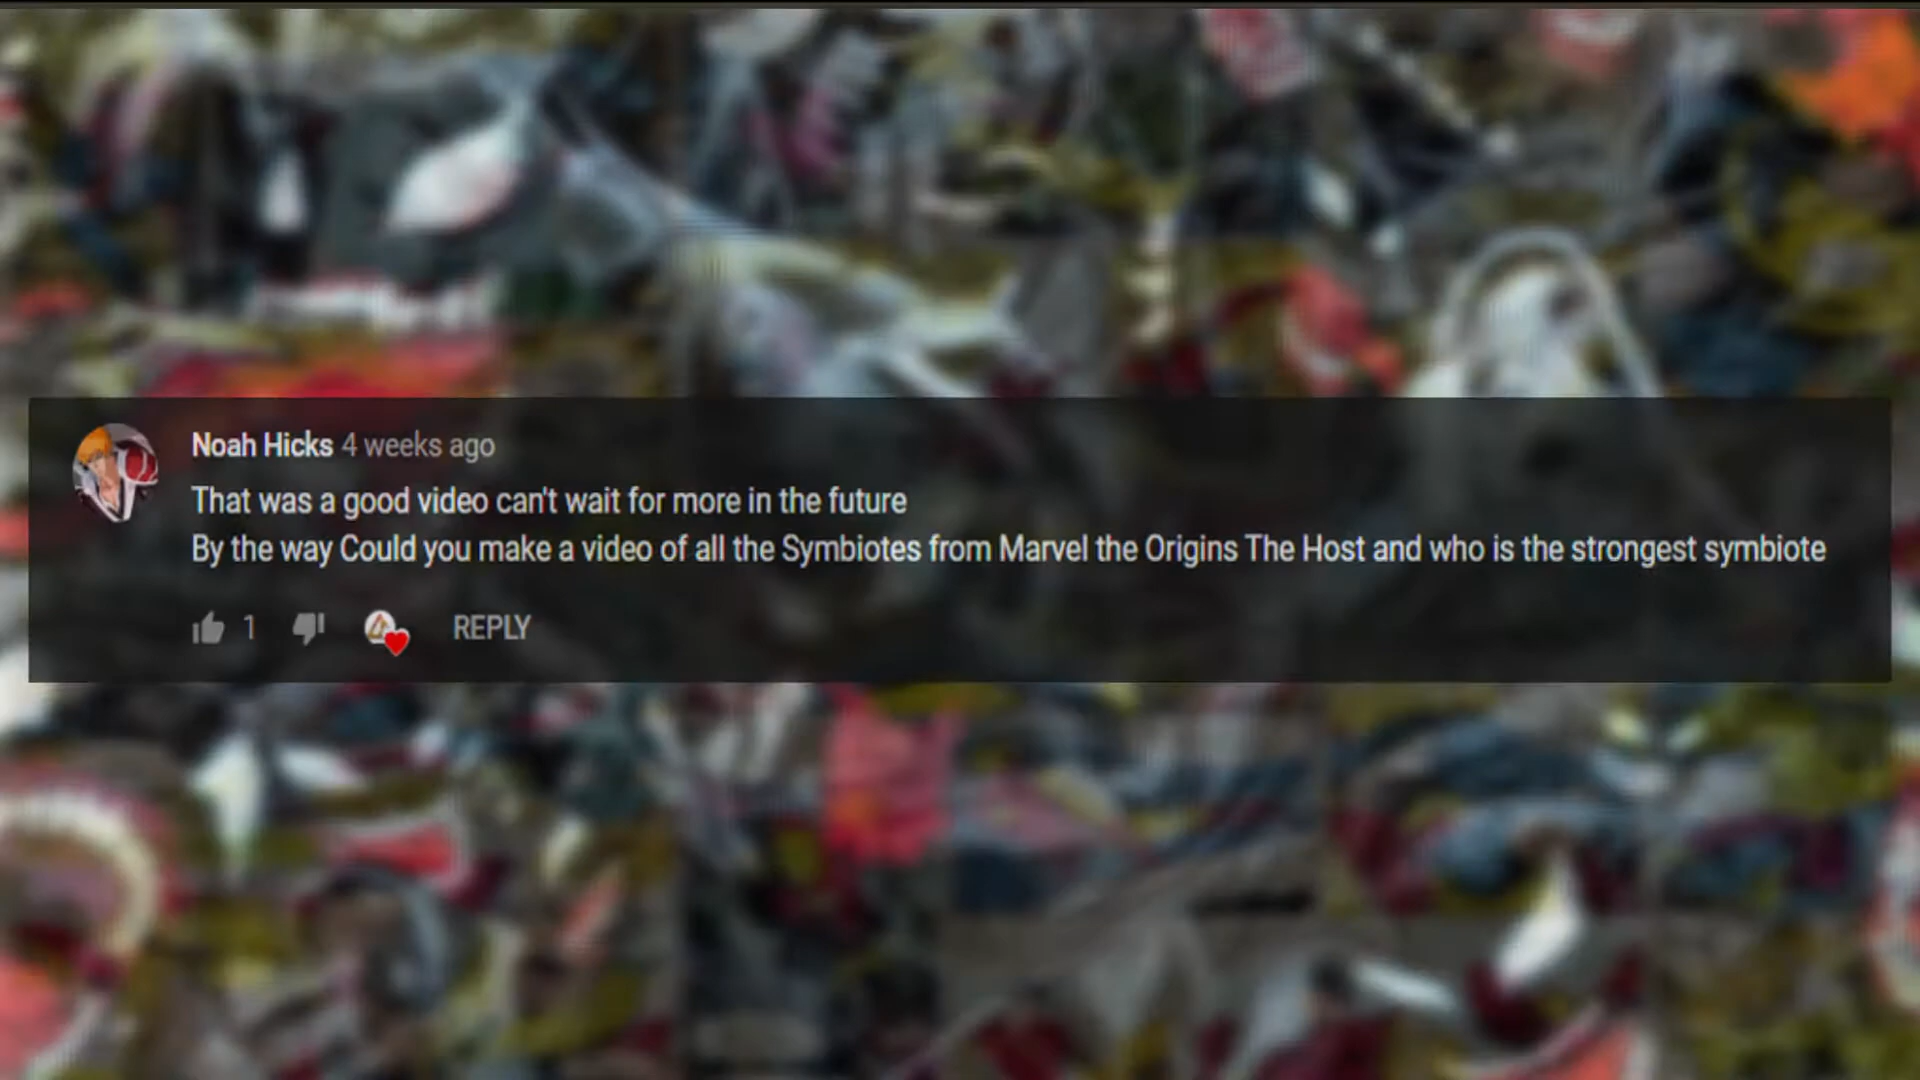 Noah Hicks 4 weeks ago
That was a good video can't wait for more in the future
By the way Could you make a video of all the Symbiotes from Marvel the Origins The Host and who is the strongest symbiote
1 REPLY